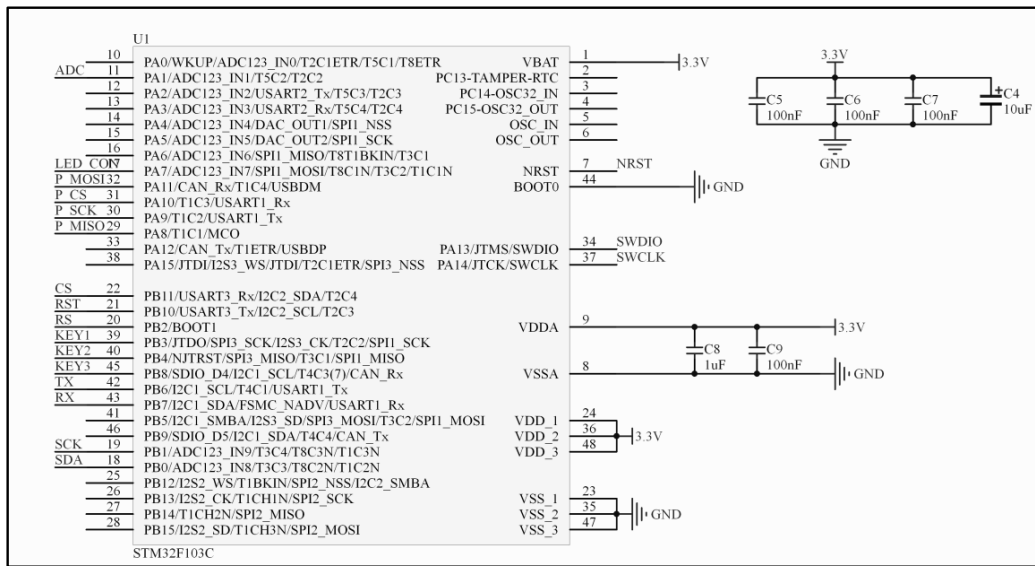 U1
10 PA0/WKUP/ADC123_IN0/T2C1ETR/T5C1/T8ETR VBAT 1 3.3V
ADC 11 PA1/ADC123_IN1/T5C2/T2C2 PC13-TAMPER-RTC 2
12 PA2/ADC123_IN2/USART2_Tx/T5C3/T2C3 PC14-OSC32_IN 3
13 PA3/ADC123_IN3/USART2_Rx/T5C4/T2C4 PC15-OSC32_OUT 4
14 PA4/ADC123_IN4/DAC_OUT1/SPI1_NSS OSC_IN 5
15 PA5/ADC123_IN5/DAC_OUT2/SPI1_SCK OSC_OUT 6
16 PA6/ADC123_IN6/SPI1_MISO/T8T1BKIN/T3C1
LED_CON 17 PA7/ADC123_IN7/SPI1_MOSI/T8C1N/T3C2/T1C1N NRST 7 NRST
P_MOSI 32 PA11/CAN_Rx/T1C4/USBDM BOOT0 44 GND
P_CS 31 PA10/T1C3/USART1_Rx
P_SCK 30 PA9/T1C2/USART1_Tx
P_MISO 29 PA8/T1C1/MCO
33 PA12/CAN_Tx/T1ETR/USBDP PA13/JTMS/SWDIO 34 SWDIO
38 PA15/JTDI/I2S3_WS/JTDI/T2C1ETR/SPI3_NSS PA14/JTCK/SWCLK 37 SWCLK
CS 22 PB11/USART3_Rx/I2C2_SDA/T2C4
RST 21 PB10/USART3_Tx/I2C2_SCL/T2C3
RS 20 PB2/BOOT1 VDDA 9 3.3V
KEY1 39 PB3/JTDO/SPI3_SCK/I2S3_CK/T2C2/SPI1_SCK
KEY2 40 PB4/NJTRST/SPI3_MISO/T3C1/SPI1_MISO
KEY3 45 PB8/SDIO_D4/I2C1_SCL/T4C3(7)/CAN_Rx VSSA 8 GND
TX 42 PB6/I2C1_SCL/T4C1/USART1_Tx
RX 43 PB7/I2C1_SDA/FSMC_NADV/USART1_Rx
41 PB5/I2C1_SMBA/I2S3_SD/SPI3_MOSI/T3C2/SPI1_MOSI VDD_1 24
46 PB9/SDIO_D5/I2C1_SDA/T4C4/CAN_Tx VDD_2 36 3.3V
SCK 19 PB1/ADC123_IN9/T3C4/T8C3N/T1C3N VDD_3 48
SDA 18 PB0/ADC123_IN8/T3C3/T8C2N/T1C2N
25 PB12/I2S2_WS/T1BKIN/SPI2_NSS/I2C2_SMBA
26 PB13/I2S2_CK/T1CH1N/SPI2_SCK VSS_1 23
27 PB14/T1CH2N/SPI2_MISO VSS_2 35 GND
28 PB15/I2S2_SD/T1CH3N/SPI2_MOSI VSS_3 47
STM32F103C
3.3V
C5 C6 C7 + C4
100nF 100nF 100nF 10uF
GND
C8 C9
1uF 100nF